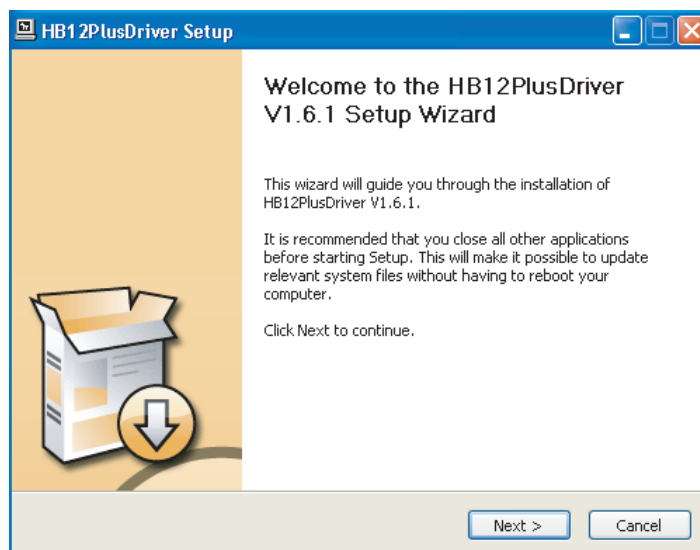 HB12PlusDriver Setup
Welcome to the HB12PlusDriver
V1.6.1 Setup Wizard
This wizard will guide you through the installation of
HB12PlusDriver V1.6.1.
It is recommended that you close all other applications
before starting Setup. This will make it possible to update
relevant system files without having to reboot your
computer.
Click Next to continue.
Next >
Cancel